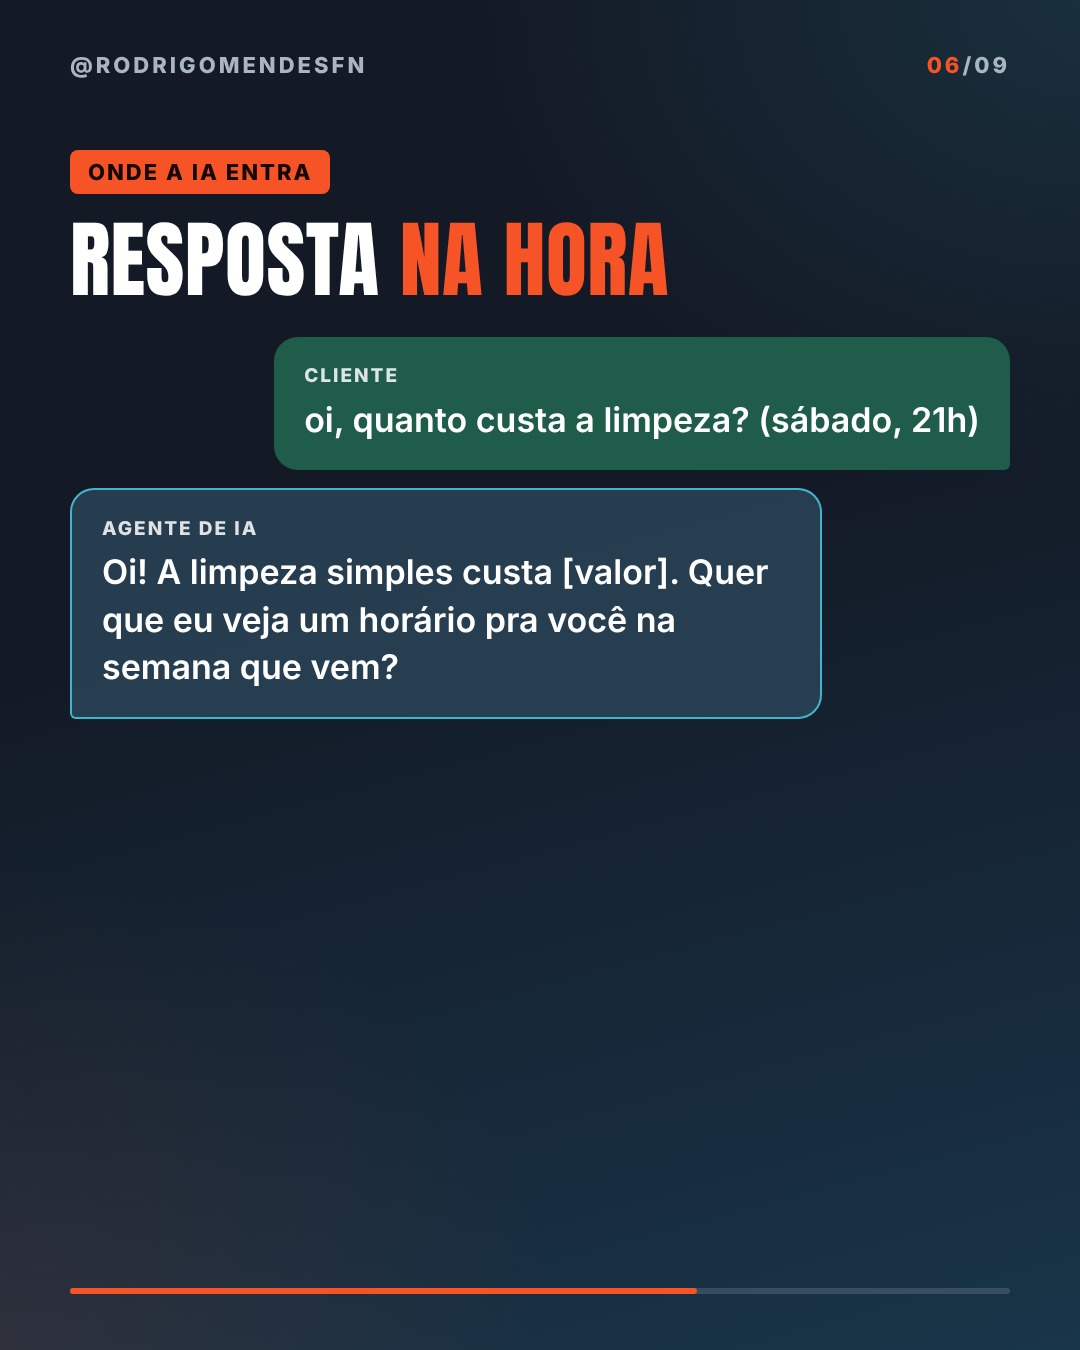 @RODRIGOMENDESFN
06/09
ONDE A IA ENTRA
RESPOSTA NA HORA
CLIENTE
oi, quanto custa a limpeza? (sábado, 21h)
AGENTE DE IA
Oi! A limpeza simples custa [valor]. Quer
que eu veja um horário pra você na
semana que vem?